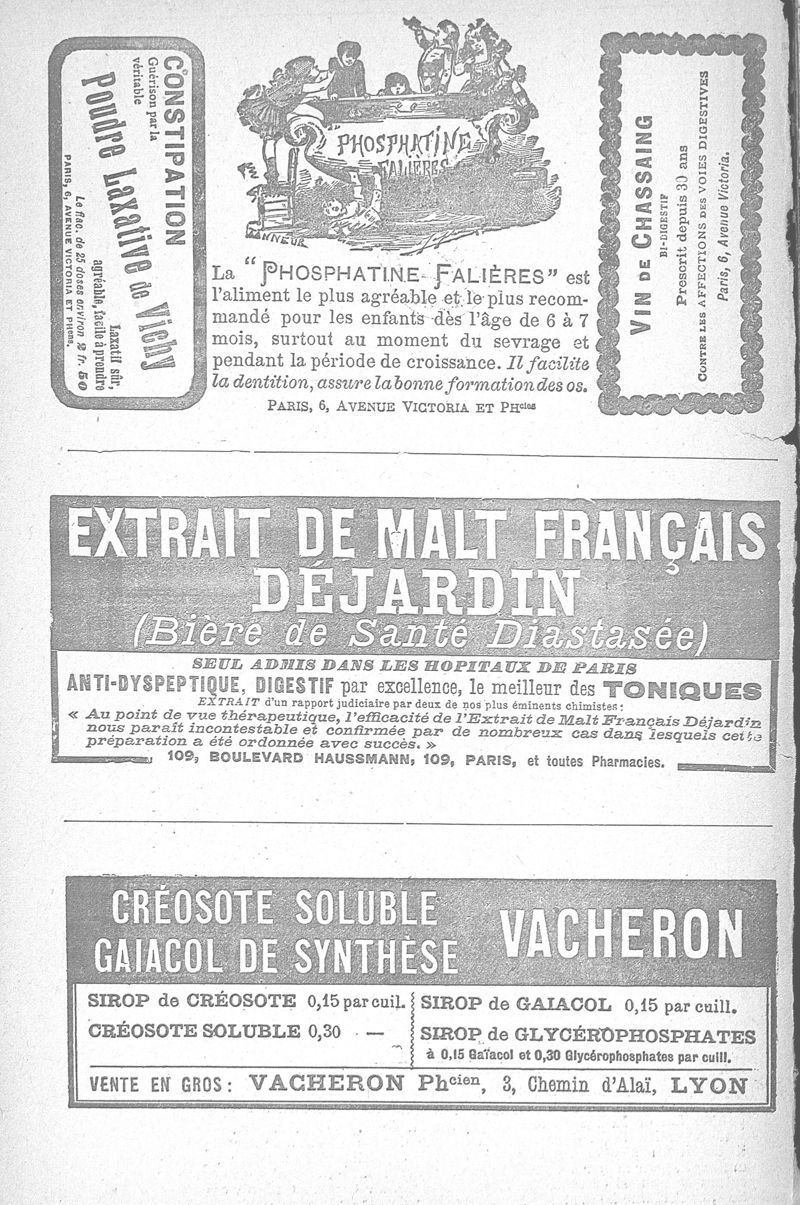 CONSTIPATION
Guérison par la
véritable
Poudre Laxative de Vichy
Laxatif sûr,
agréable, facile à prendre
Le flac. de 25 doses environ 2 fr. 50
PARIS, 6, AVENUE VICTORIA ET PHcies.
PHOSPHATINE
FALIÈRES
BONNEUR
La "PHOSPHATINE FALIÈRES" est
l'aliment le plus agréable et le plus recom-
mandé pour les enfants dès l'âge de 6 à 7
mois, surtout au moment du sevrage et
pendant la période de croissance. Il facilite
la dentition, assure la bonne formation des os.
PARIS, 6, AVENUE VICTORIA ET PHcies
VIN DE CHASSAING
BI-DIGESTIF
Prescrit depuis 30 ans
CONTRE LES AFFECTIONS DES VOIES DIGESTIVES
Paris, 6, Avenue Victoria.
EXTRAIT DE MALT FRANÇAIS
DÉJARDIN
(Bière de Santé Diastasée)
SEUL ADMIS DANS LES HOPITAUX DE PARIS
ANTI-DYSPEPTIQUE, DIGESTIF par excellence, le meilleur des TONIQUES
EXTRAIT d'un rapport judiciaire par deux de nos plus éminents chimistes :
« Au point de vue thérapeutique, l'efficacité de l'Extrait de Malt Français Déjardin
nous paraît incontestable et confirmée par de nombreux cas dans lesquels cette
préparation a été ordonnée avec succès. »
109, BOULEVARD HAUSSMANN, 109, PARIS, et toutes Pharmacies.
CRÉOSOTE SOLUBLE
GAIACOL DE SYNTHÈSE
VACHERON
SIROP de CRÉOSOTE 0,15 par cuil.
CRÉOSOTE SOLUBLE 0,30 —
SIROP de GAIACOL 0,15 par cuill.
SIROP de GLYCÉROPHOSPHATES
à 0,15 Gaïacol et 0,30 Glycérophosphates par cuill.
VENTE EN GROS : VACHERON Phcien, 3, Chemin d'Alaï, LYON